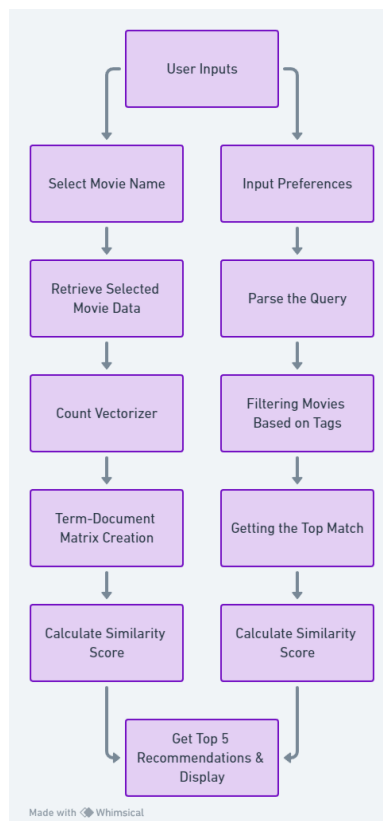 User Inputs
Select Movie Name
Input Preferences
Retrieve Selected
Movie Data
Parse the Query
Count Vectorizer
Filtering Movies
Based on Tags
Term-Document
Matrix Creation
Getting the Top Match
Calculate Similarity
Score
Calculate Similarity
Score
Get Top 5
Recommendations &
Display
Made with Whimsical